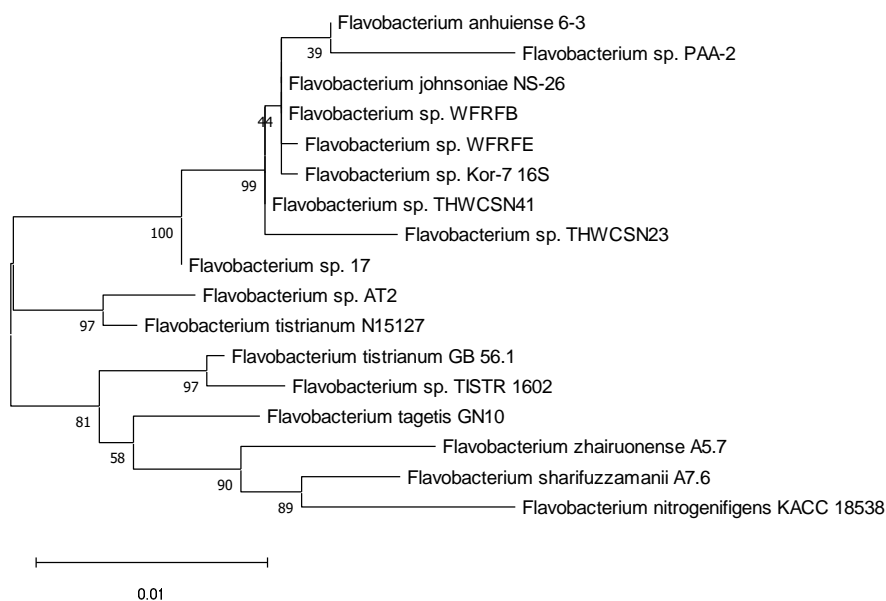 Flavobacterium anhuiense 6-3
39
Flavobacterium sp. PAA-2
Flavobacterium johnsoniae NS-26
Flavobacterium sp. WFRFB
44
Flavobacterium sp. WFRFE
Flavobacterium sp. Kor-7 16S
99
Flavobacterium sp. THWCSN41
Flavobacterium sp. THWCSN23
100
Flavobacterium sp. 17
Flavobacterium sp. AT2
97
Flavobacterium tistrianum N15127
Flavobacterium tistrianum GB 56.1
97
Flavobacterium sp. TISTR 1602
81
Flavobacterium tagetis GN10
58
Flavobacterium zhairuonense A5.7
90
Flavobacterium sharifuzzamanii A7.6
89
Flavobacterium nitrogenifigens KACC 18538
0.01